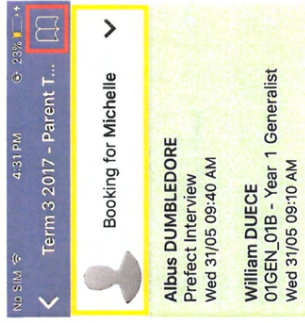 No SIM 4:31 PM 23%
Term 3 2017 - Parent T...
Booking for Michelle
Albus DUMBLEDORE
Prefect Interview
Wed 31/05 09:40 AM
William DUECE
01GEN_01B - Year 1 Generalist
Wed 31/05 09:10 AM